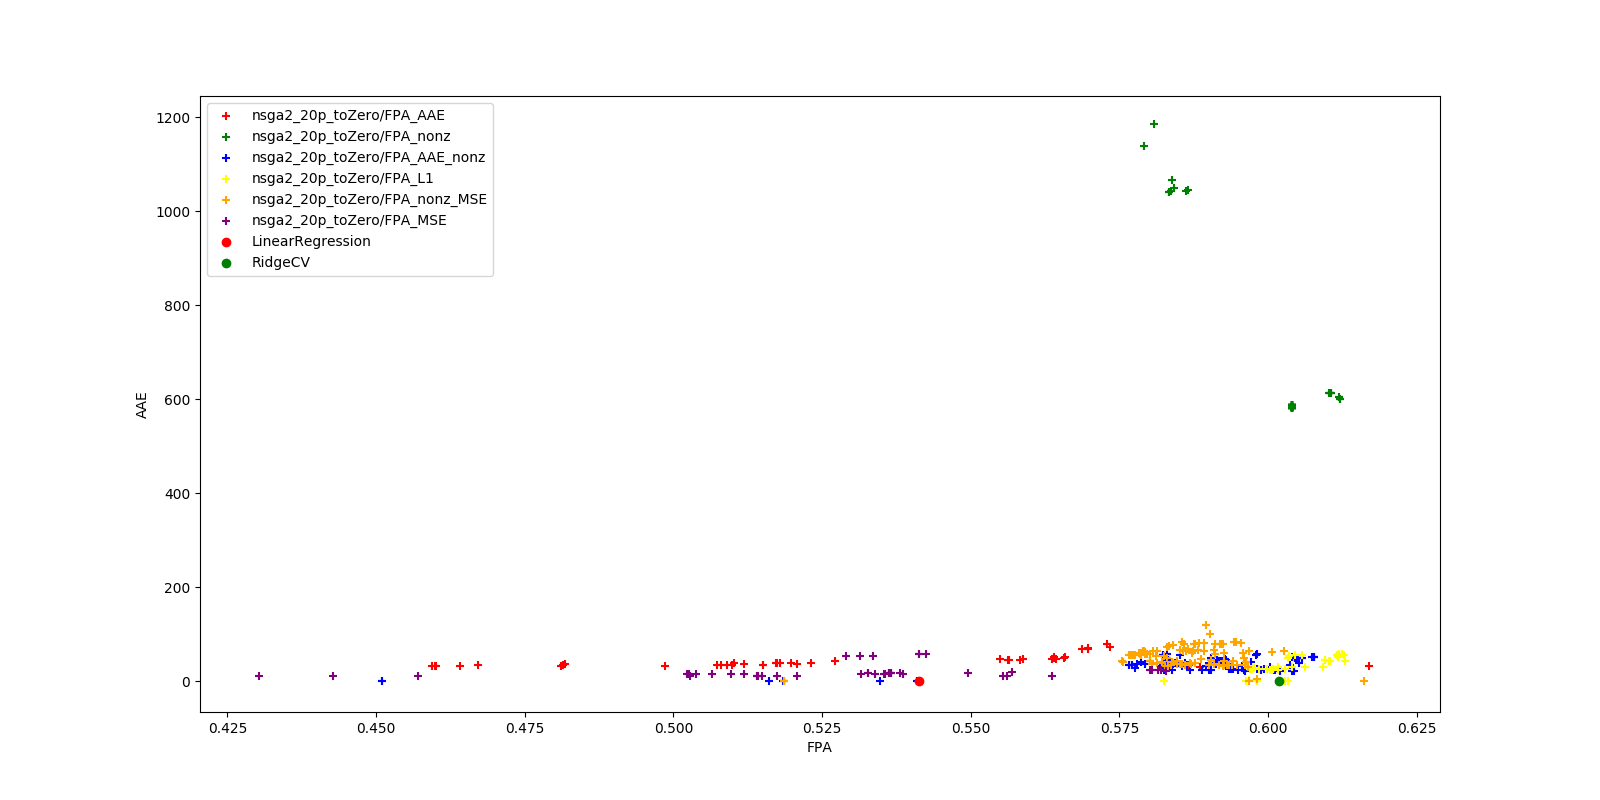 nsga2_20p_toZero/FPA_AAE
nsga2_20p_toZero/FPA_nonz
nsga2_20p_toZero/FPA_AAE_nonz
nsga2_20p_toZero/FPA_L1
nsga2_20p_toZero/FPA_nonz_MSE
nsga2_20p_toZero/FPA_MSE
LinearRegression
RidgeCV
1200
1000
800
600
400
200
0
AAE
0.425
0.450
0.475
0.500
0.525
0.550
0.575
0.600
0.625
FPA